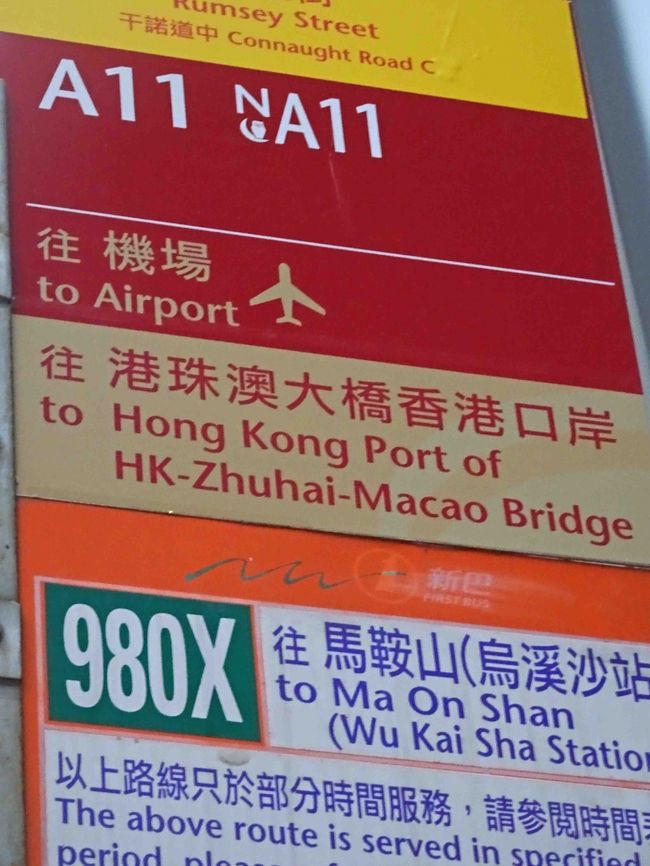 Rumsey Street
干諾道中 Connaught Road C
A11 NA11
往 機場
to Airport
往 港珠澳大橋香港口岸
to Hong Kong Port of
HK-Zhuhai-Macao Bridge
新巴
FIRST BUS
980X
往 馬鞍山(烏溪沙站
to Ma On Shan
(Wu Kai Sha Station
以上路線只於部分時間服務，請參閱時間
The above route is served in specified
period, please